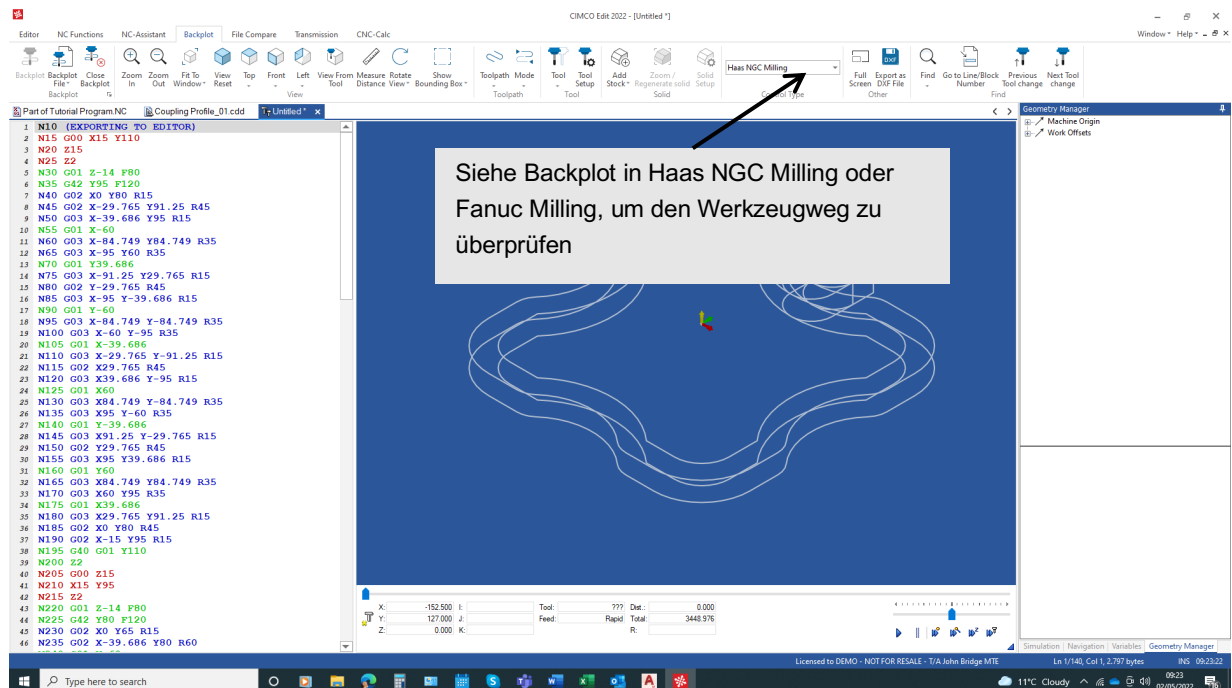 CIMCO Edit 2022 - [Untitled *]
Editor NC Functions NC-Assistant Backplot File Compare Transmission CNC-Calc Window Help
Backplot Backplot File Close Backplot Zoom In Zoom Out Fit To Window View Reset Top Front Left View From Tool Measure Distance Rotate View Show Bounding Box Toolpath Mode Tool Tool Setup Add Stock Zoom / Regenerate solid Solid Setup Haas NGC Milling Full Screen Export as DXF File Find Go to Line/Block Number Previous Tool change Next Tool change
Backplot View Toolpath Tool Solid Control Type Other Find
Part of Tutorial Program.NC Coupling Profile_01.cdd Untitled * x
Geometry Manager
Machine Origin
Work Offsets
1 N10 (EXPORTING TO EDITOR)
2 N15 G00 X15 Y110
3 N20 Z15
4 N25 Z2
5 N30 G01 Z-14 F80
6 N35 G42 Y95 F120
7 N40 G02 X0 Y80 R15
8 N45 G02 X-29.765 Y91.25 R45
9 N50 G03 X-39.686 Y95 R15
10 N55 G01 X-60
11 N60 G03 X-84.749 Y84.749 R35
12 N65 G03 X-95 Y60 R35
13 N70 G01 Y39.686
14 N75 G03 X-91.25 Y29.765 R15
15 N80 G02 Y-29.765 R45
16 N85 G03 X-95 Y-39.686 R15
17 N90 G01 Y-60
18 N95 G03 X-84.749 Y-84.749 R35
19 N100 G03 X-60 Y-95 R35
20 N105 G01 X-39.686
21 N110 G03 X-29.765 Y-91.25 R15
22 N115 G02 X29.765 R45
23 N120 G03 X39.686 Y-95 R15
24 N125 G01 X60
25 N130 G03 X84.749 Y-84.749 R35
26 N135 G03 X95 Y-60 R35
27 N140 G01 Y-39.686
28 N145 G03 X91.25 Y-29.765 R15
29 N150 G02 Y29.765 R45
30 N155 G03 X95 Y39.686 R15
31 N160 G01 Y60
32 N165 G03 X84.749 Y84.749 R35
33 N170 G03 X60 Y95 R35
34 N175 G01 X39.686
35 N180 G03 X29.765 Y91.25 R15
36 N185 G02 X0 Y80 R45
37 N190 G02 X-15 Y95 R15
38 N195 G40 G01 Y110
39 N200 Z2
40 N205 G00 Z15
41 N210 X15 Y95
42 N215 Z2
43 N220 G01 Z-14 F80
44 N225 G42 Y80 F120
45 N230 G02 X0 Y65 R15
46 N235 G02 X-39.686 Y80 R60
Siehe Backplot in Haas NGC Milling oder
Fanuc Milling, um den Werkzeugweg zu
überprüfen
X: -152.500 I: Tool: ??? Dist.: 0.000
Y: 127.000 J: Feed: Rapid Total: 3448.976
Z: 0.000 K: R:
Simulation Navigation Variables Geometry Manager
Licensed to DEMO - NOT FOR RESALE - T/A John Bridge MTE Ln 1/140, Col 1, 2.797 bytes INS 09:23:22
Type here to search 11°C Cloudy 09:23
02/05/2022